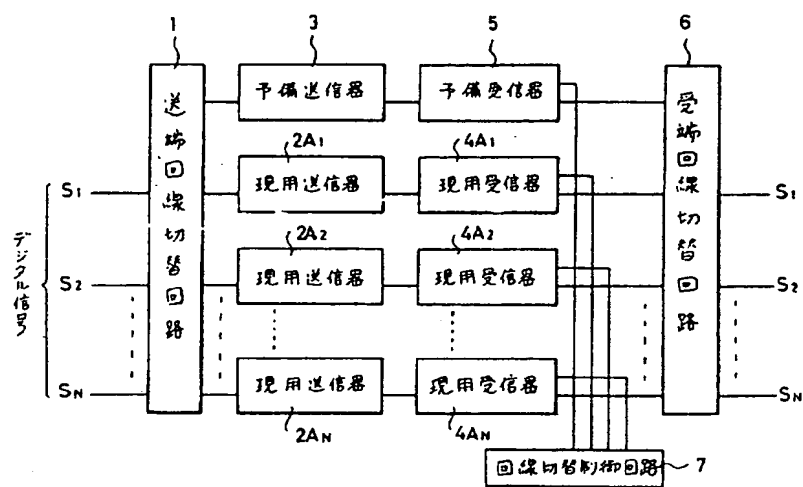 1
3
5
6
送端回線切替回路
予備送信器
予備受信器
受端回線切替回路
2A1
4A1
S1
現用送信器
現用受信器
S1
デジタル信号
2A2
4A2
S2
現用送信器
現用受信器
S2
SN
現用送信器
現用受信器
SN
2AN
4AN
回線切替制御回路
7